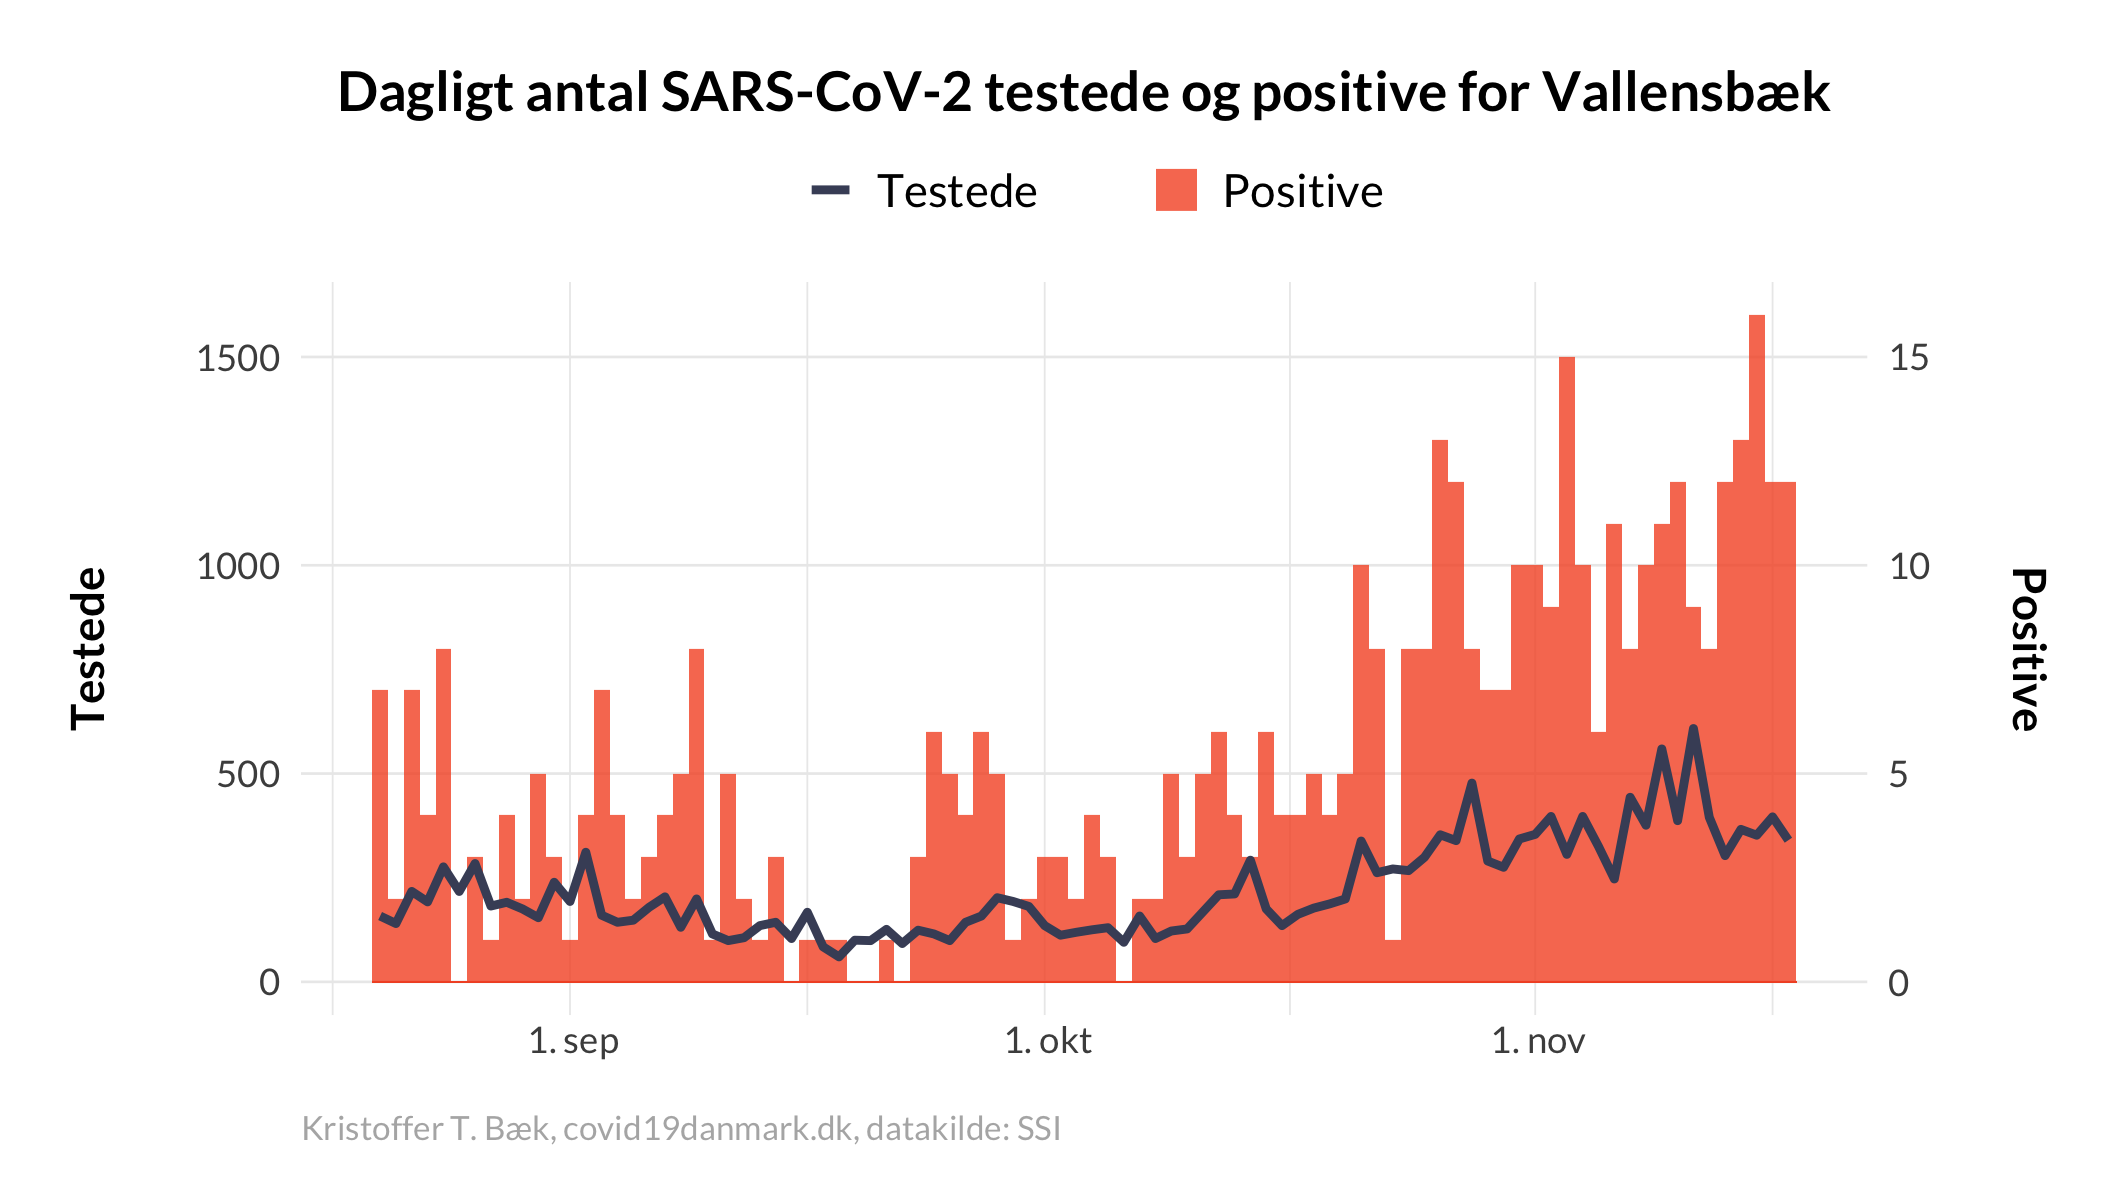 Dagligt antal SARS-CoV-2 testede og positive for Vallensbæk
Testede
Positive
Testede
1500
1000
500
0
15
10
5
0
Positive
1. sep
1. okt
1. nov
Kristoffer T. Bæk, covid19danmark.dk, datakilde: SSI